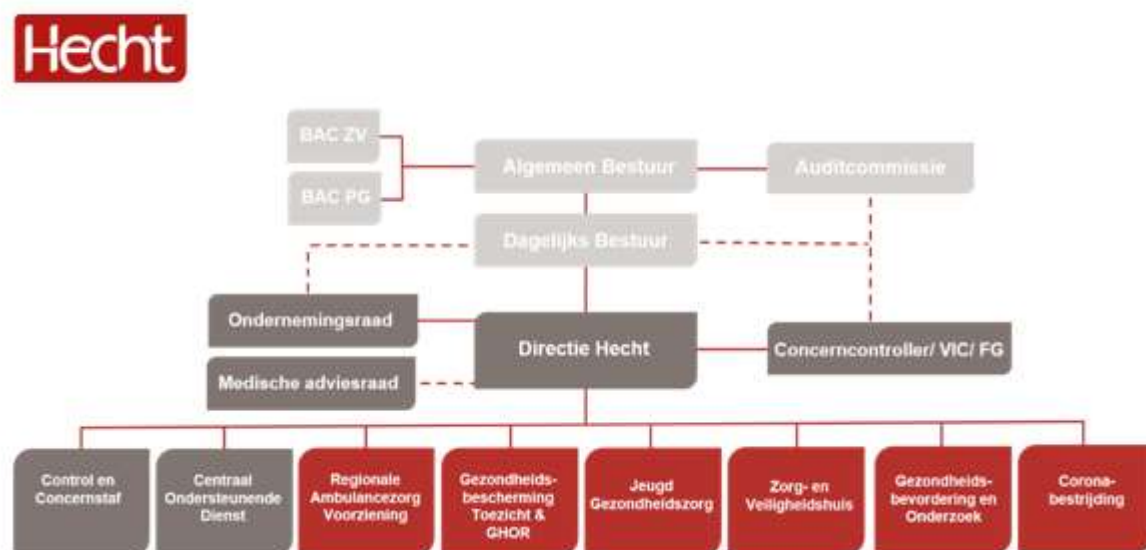 Hecht
BAC ZV
BAC PG
Algemeen Bestuur
Auditcommissie
Dagelijks Bestuur
Ondernemingsraad
Directie Hecht
Concerncontroller/ VIC/ FG
Medische adviesraad
Control en
Concernstaf
Centraal
Ondersteunende
Dienst
Regionale
Ambulancezorg
Voorziening
Gezondheids-
bescherming
Toezicht &
GHOR
Jeugd
Gezondheidszorg
Zorg- en
Veiligheidshuis
Gezondheids-
bevordering en
Onderzoek
Corona-
bestrijding